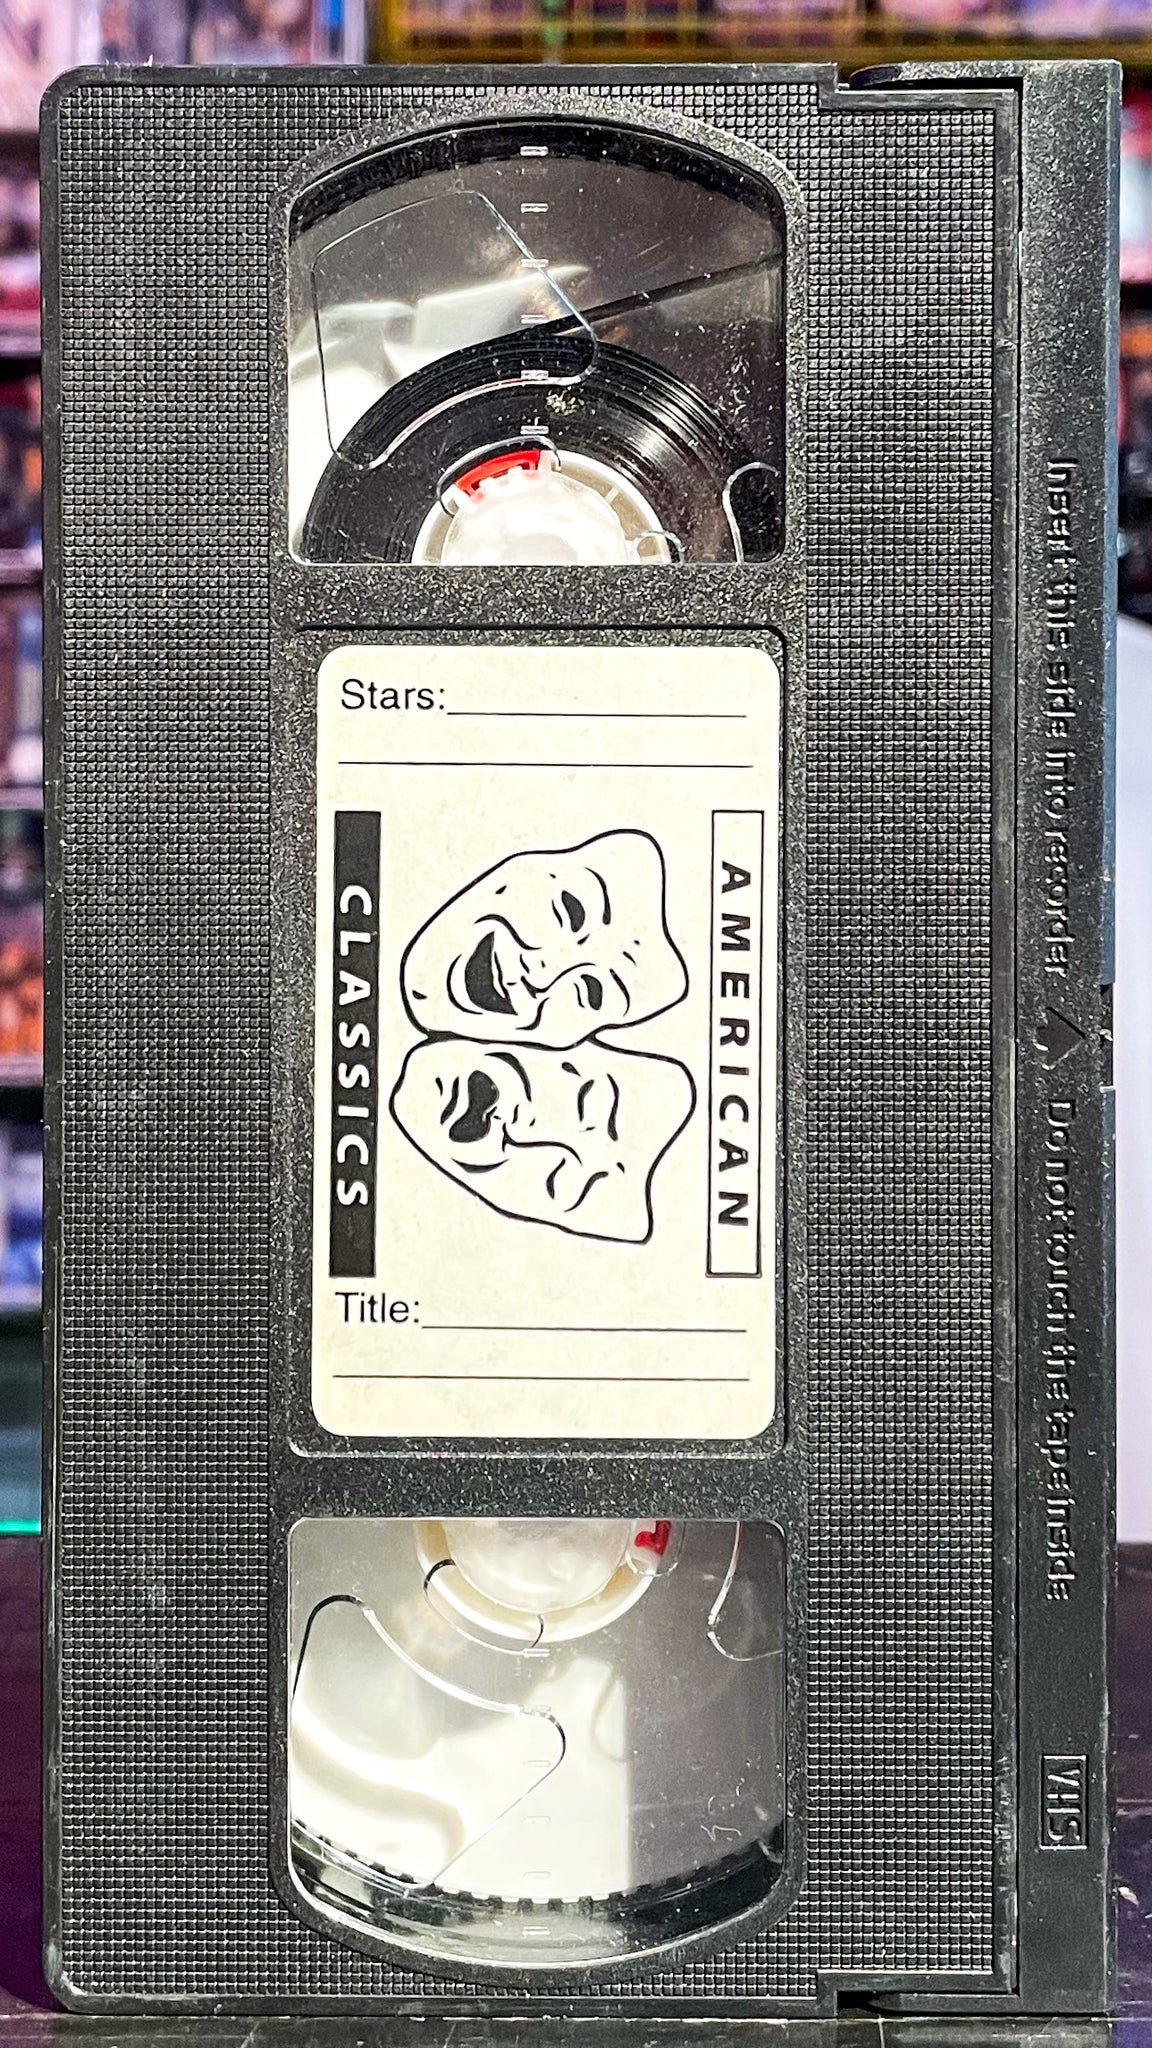 Stars:
AMERICAN
CLASSICS
Title:
Insert this side into recorder Do not touch the tape inside
VHS